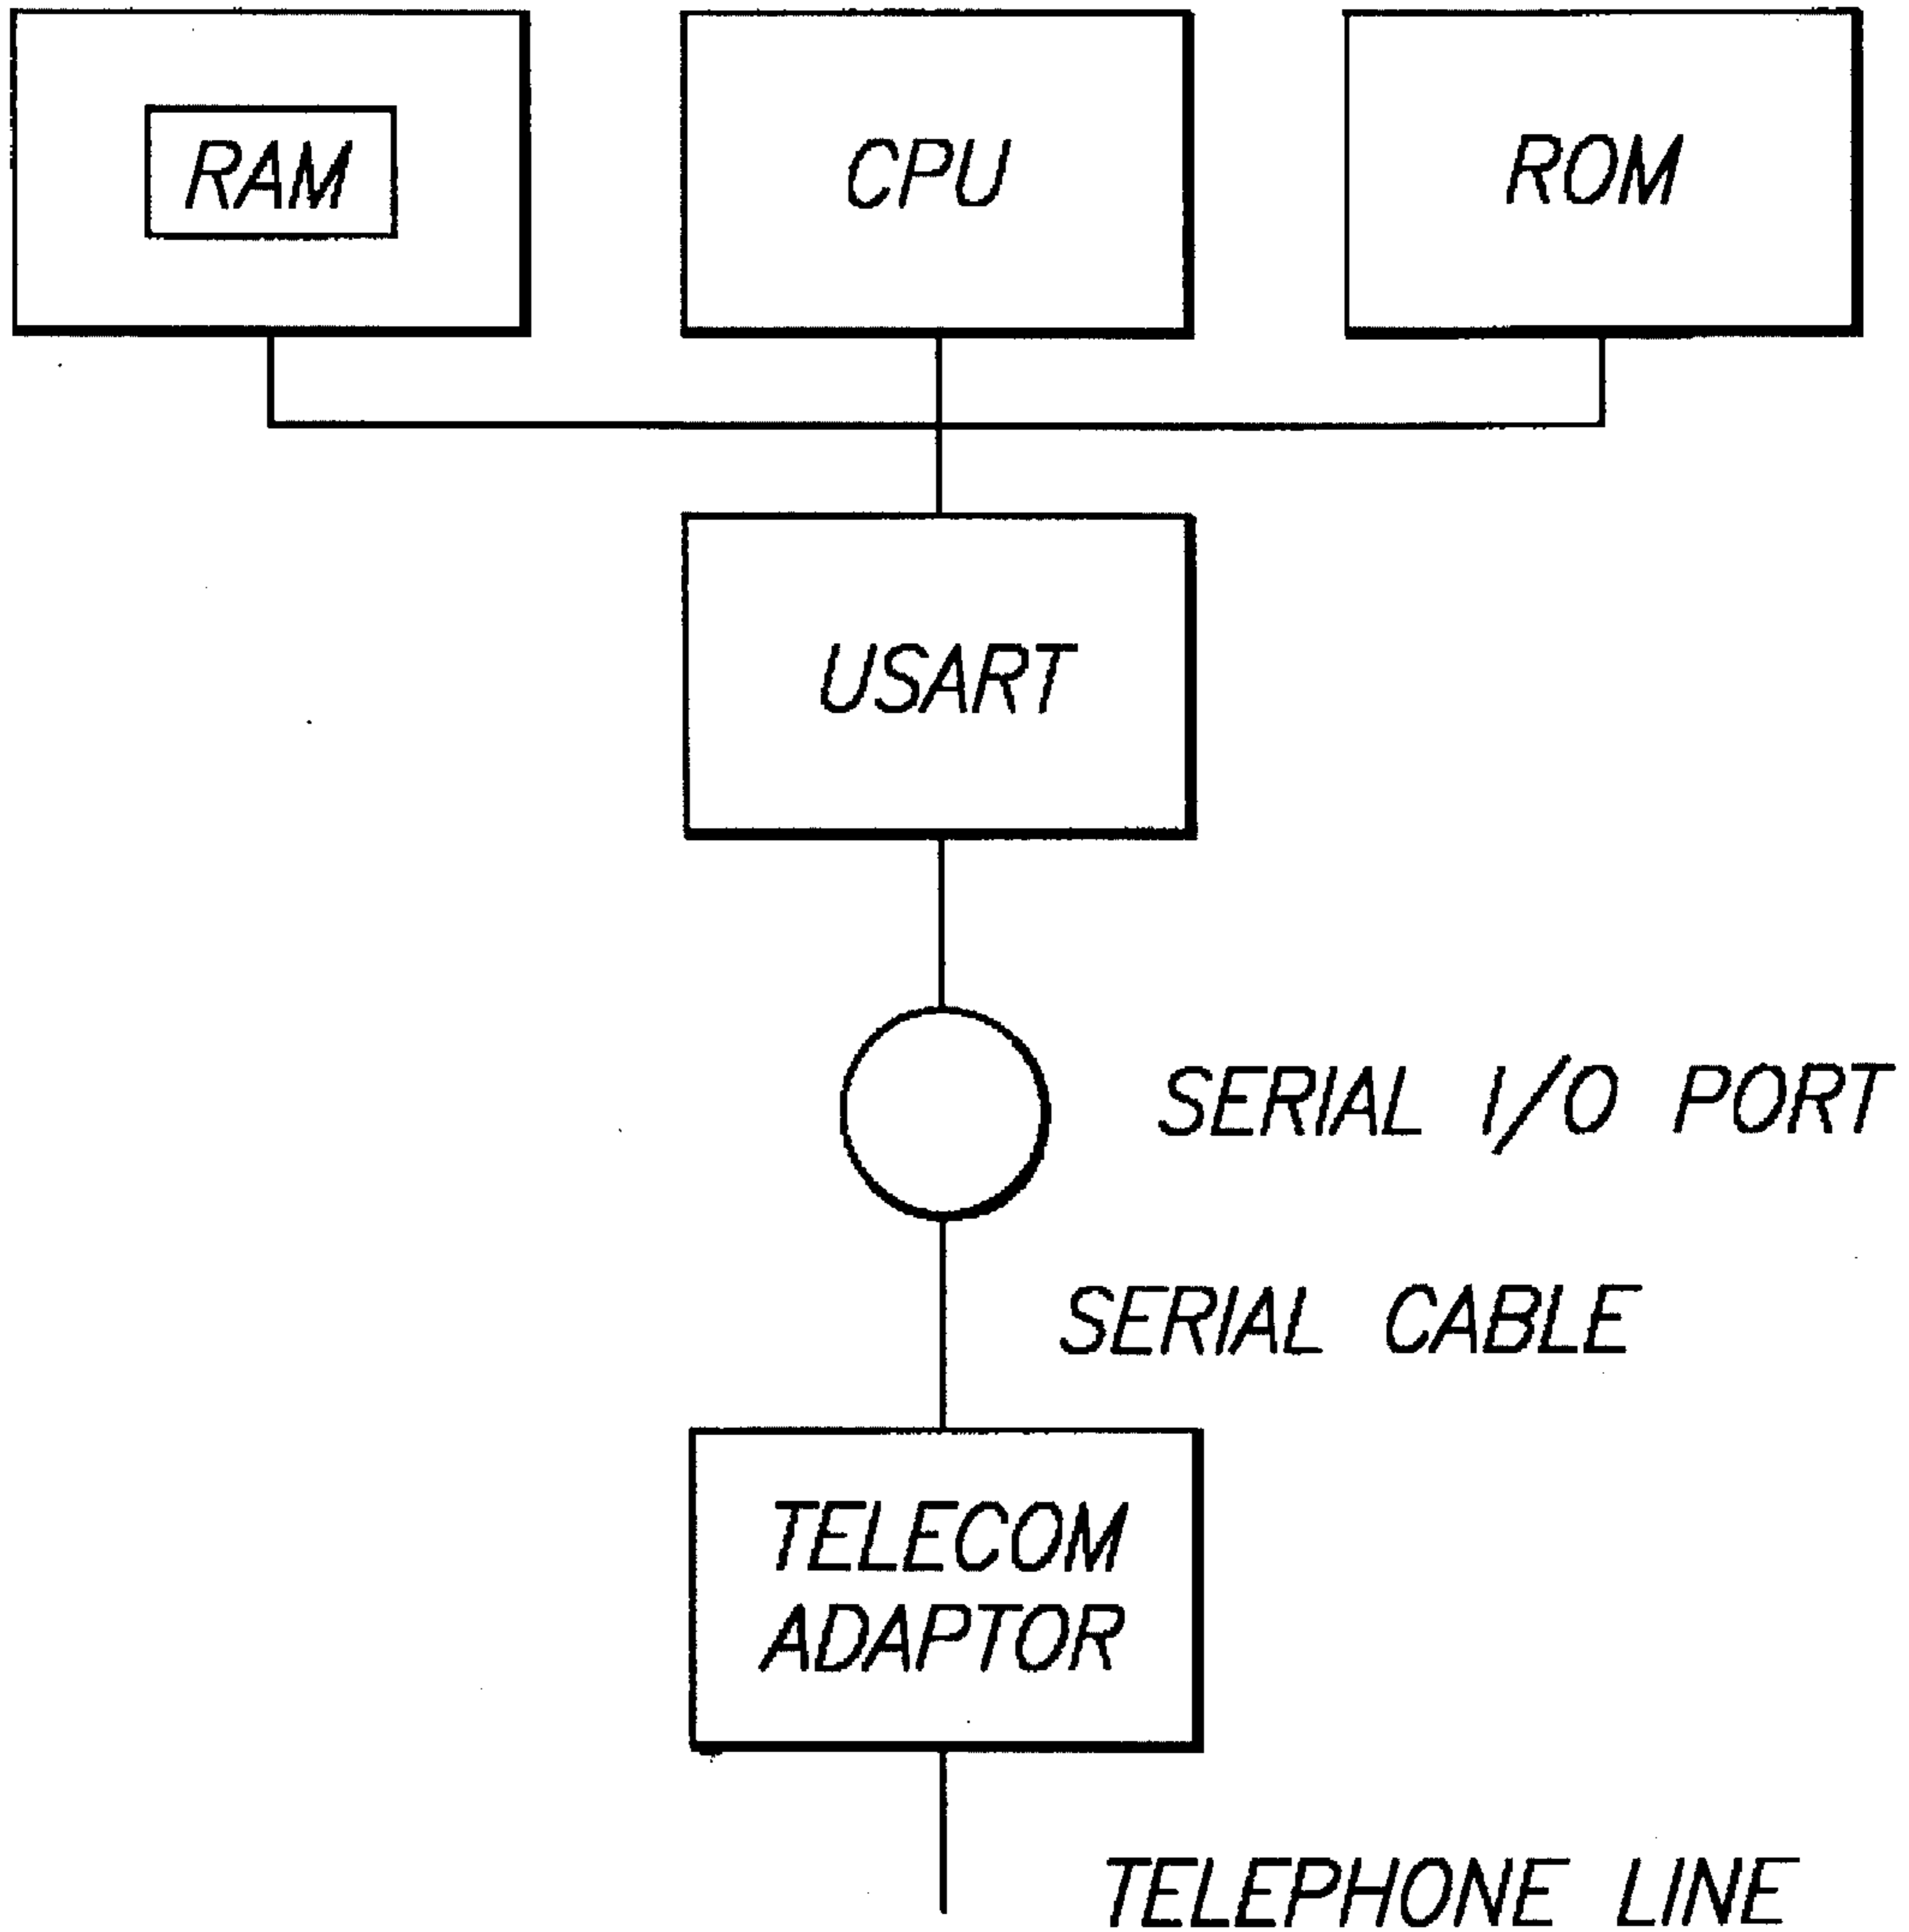 RAM
CPU
ROM
USART
SERIAL I/O PORT
SERIAL CABLE
TELECOM
ADAPTOR
TELEPHONE LINE